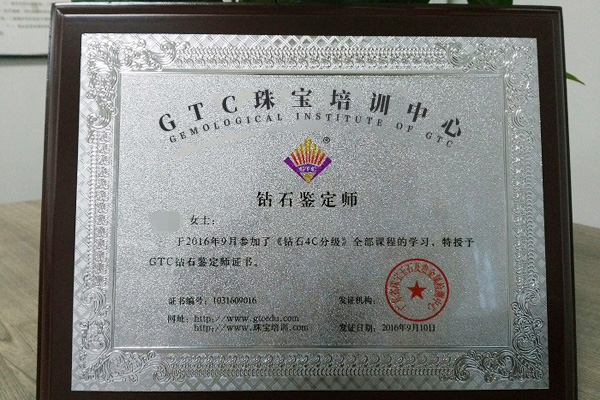 GTC珠宝培训中心
GEMOLOGICAL INSTITUTE OF GTC
®
GTC
钻石鉴定师
女士:
于2016年9月参加了《钻石4C分级》全部课程的学习,特授予
GTC钻石鉴定师证书。
证书编号:1031609016
发证机构:
网址:http://www.gtcedu.com
http://www.珠宝培训.com
发证日期:2016年9月10日